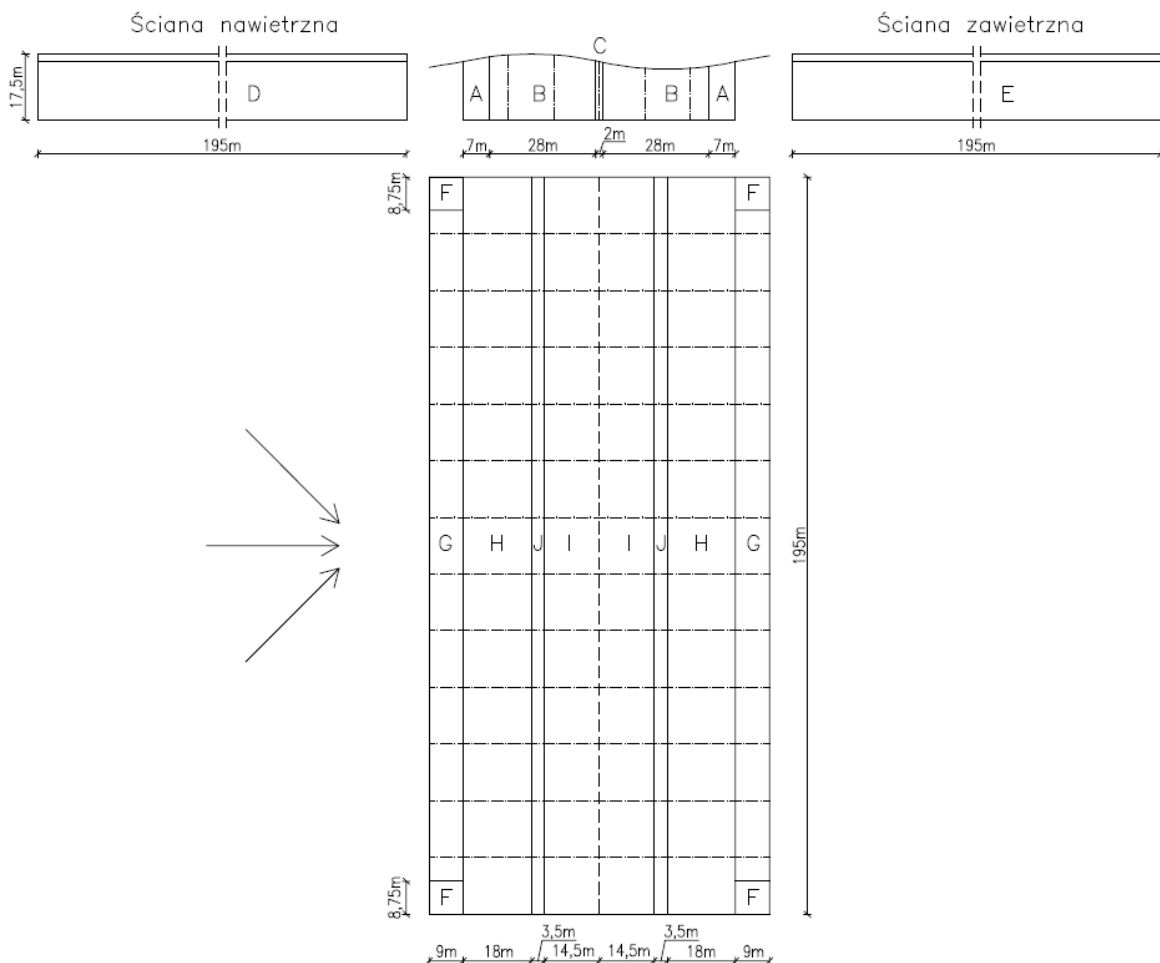 Ściana nawietrzna
C
Ściana zawietrzna
17,5m
D
A
B
B
A
E
195m
7m
28m
2m
28m
7m
195m
8,75m
F
F
G
H
J
I
I
J
H
G
195m
8,75m
F
F
3,5m
3,5m
9m
18m
14,5m
14,5m
18m
9m